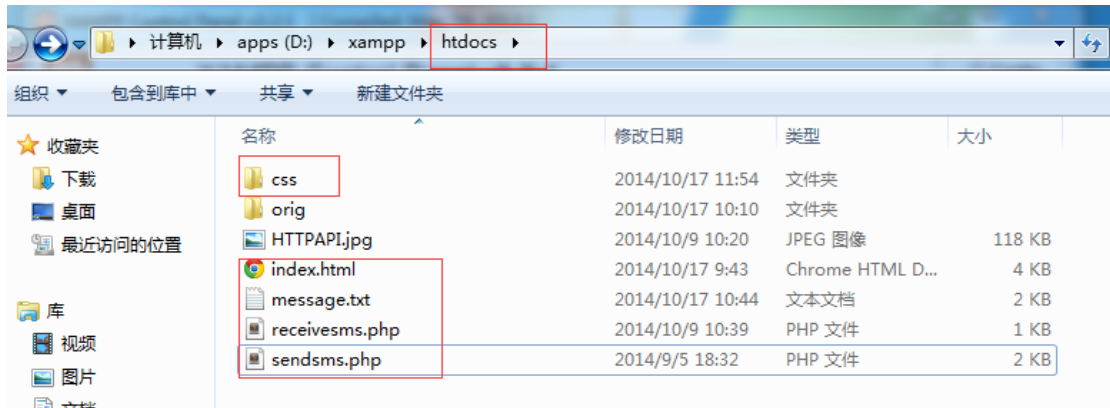 计算机 apps (D:) xampp htdocs
组织 包含到库中 共享 新建文件夹
名称 修改日期 类型 大小
收藏夹
下载
桌面
最近访问的位置
库
视频
图片
css 2014/10/17 11:54 文件夹
orig 2014/10/17 10:10 文件夹
HTTPAPI.jpg 2014/10/9 10:20 JPEG 图像 118 KB
index.html 2014/10/17 9:43 Chrome HTML D... 4 KB
message.txt 2014/10/17 10:44 文本文档 2 KB
receivesms.php 2014/10/9 10:39 PHP 文件 1 KB
sendsms.php 2014/9/5 18:32 PHP 文件 2 KB